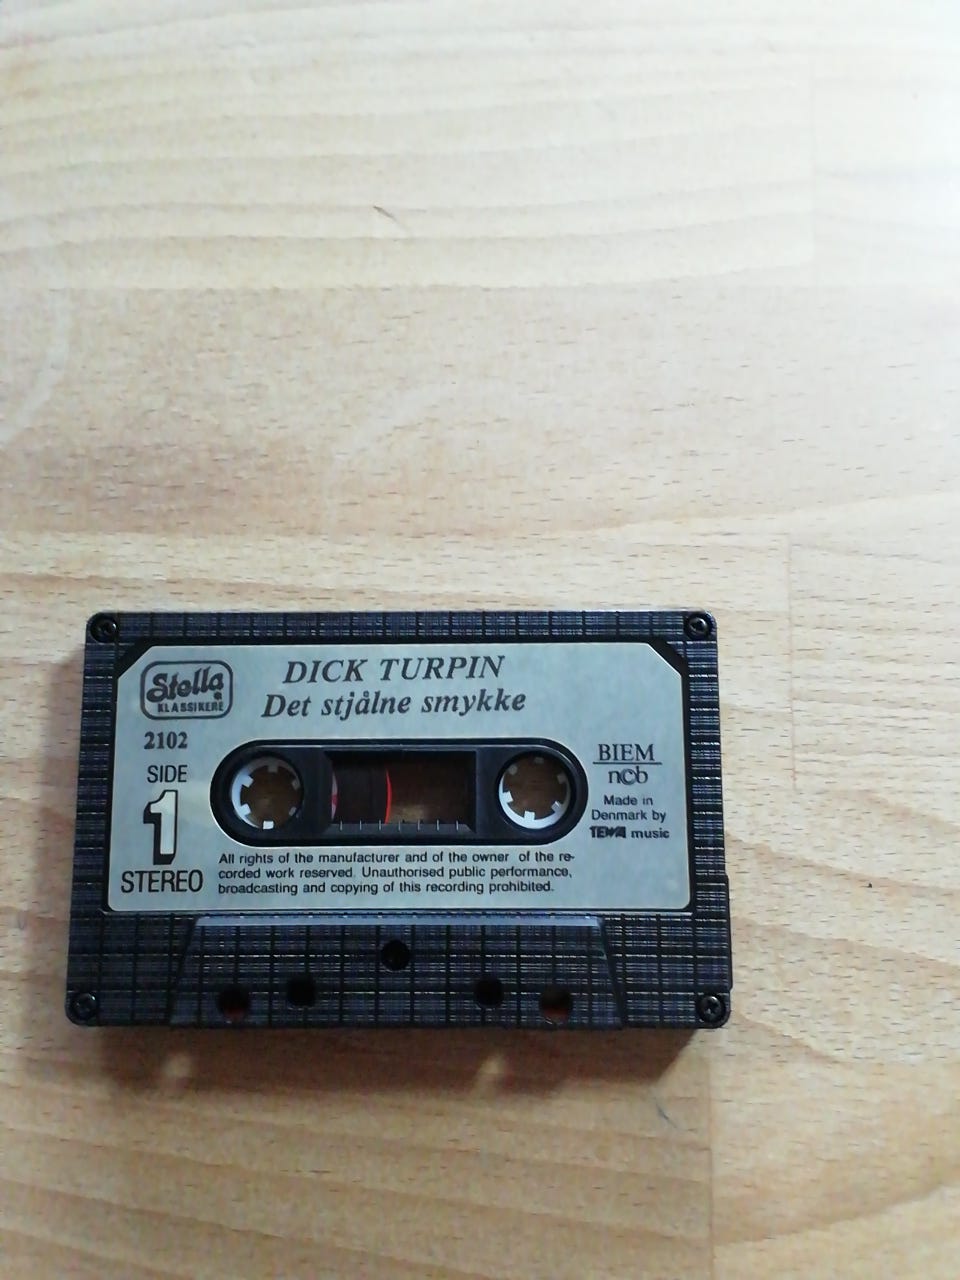 Stella
KLASSIKERE
DICK TURPIN
Det stjålne smykke
2102
SIDE
1
STEREO
BIEM
ncb
Made in
Denmark by
TEWA music
All rights of the manufacturer and of the owner of the re-
corded work reserved. Unauthorised public performance,
broadcasting and copying of this recording prohibited.